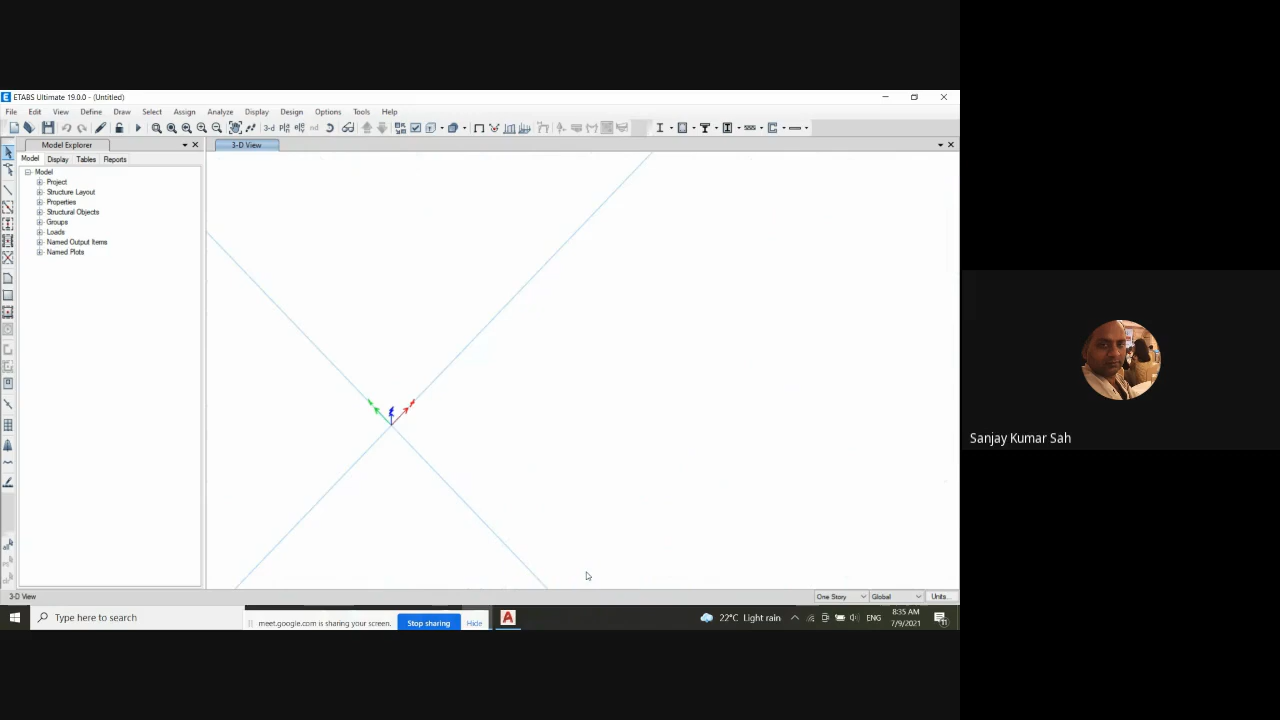 ETABS Ultimate 19.0.0 - (Untitled)
File Edit View Define Draw Select Assign Analyze Display Design Options Tools Help
3-d
Model Explorer
3-D View
Model Display Tables Reports
Model
Project
Structure Layout
Properties
Structural Objects
Groups
Loads
Named Output Items
Named Plots
Sanjay Kumar Sah
3-D View
One Story
Global
Units...
Type here to search
meet.google.com is sharing your screen.
Stop sharing
Hide
22°C Light rain
ENG
8:35 AM
7/9/2021